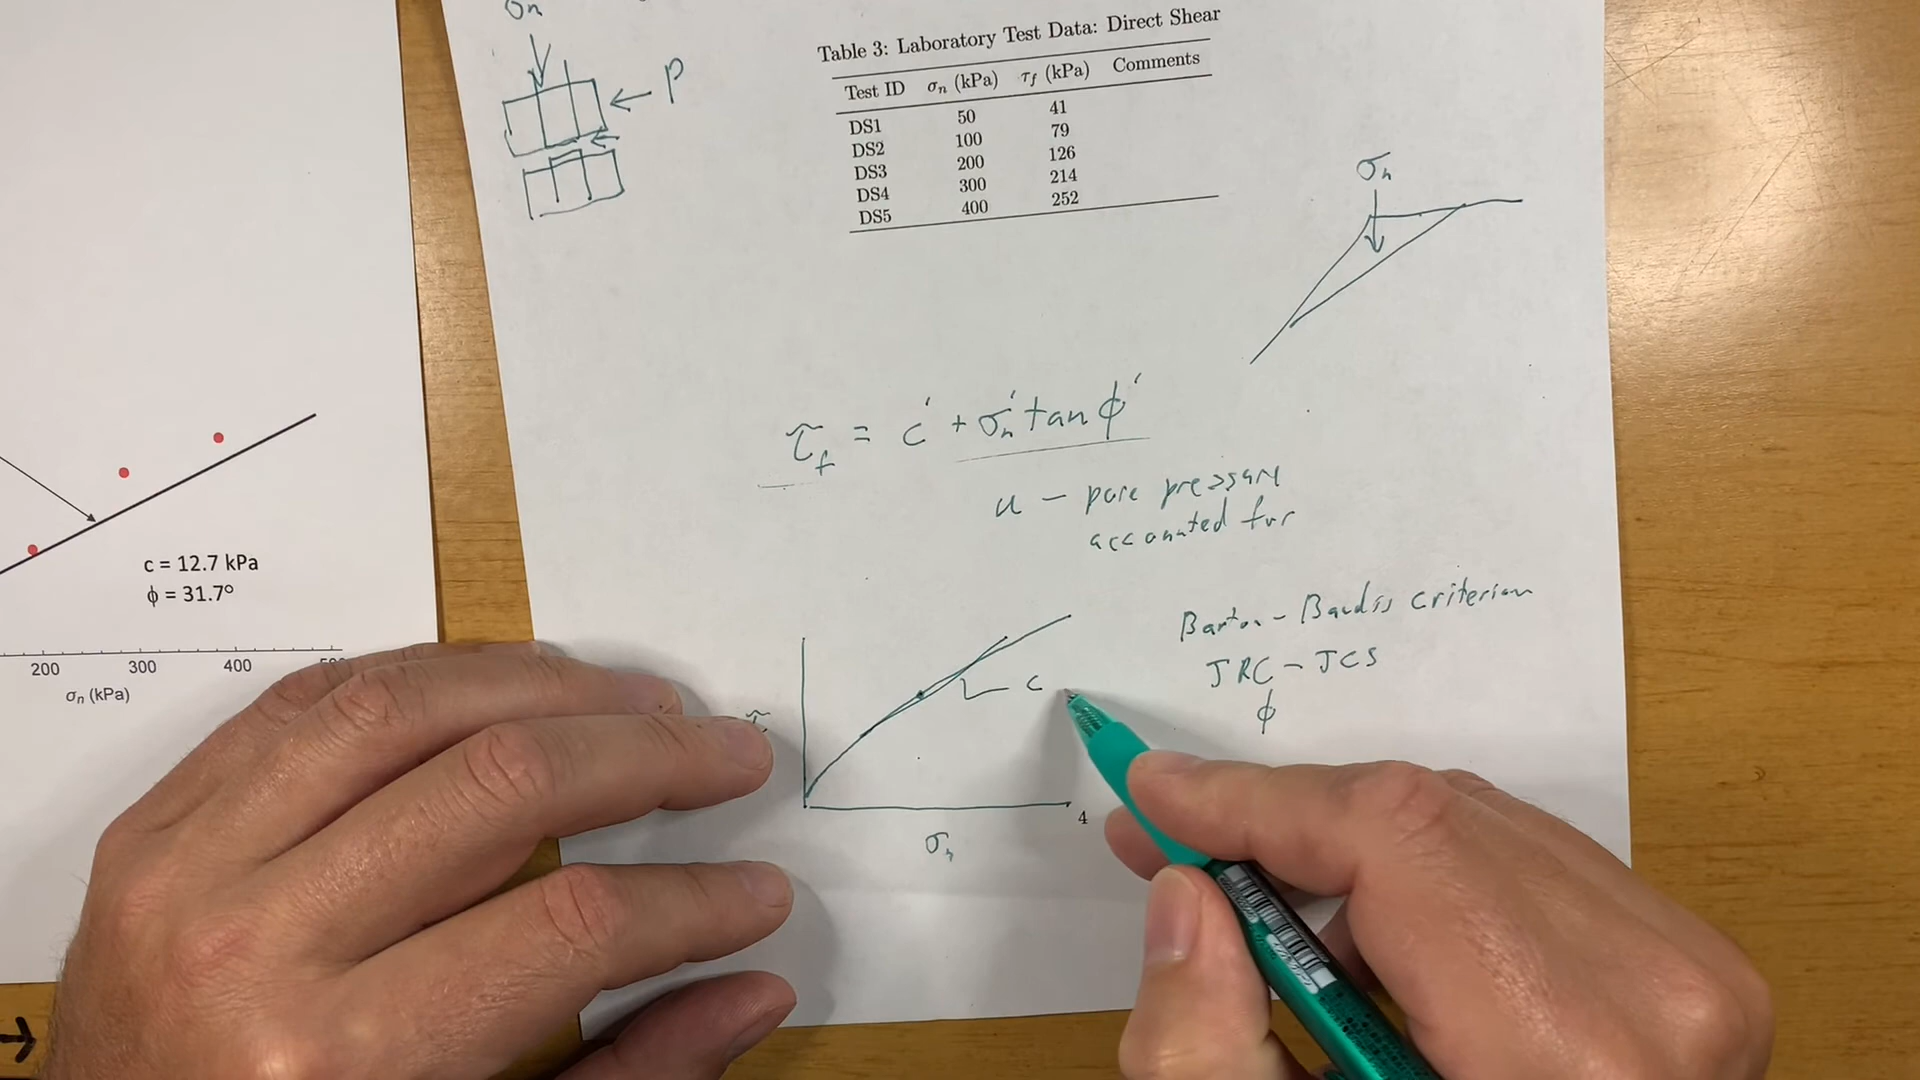 σn
P
Table 3: Laboratory Test Data: Direct Shear
Test ID σn (kPa) τf (kPa) Comments
DS1 50 41
DS2 100 79
DS3 200 126
DS4 300 214
DS5 400 252
σn
τf = c' + σn' tan ϕ'
u – pore pressure
accounted for
c = 12.7 kPa
ϕ = 31.7°
200 300 400
σn (kPa)
Barton - Bandis criterion
JRC - JCS
ϕ
c
τ
σn
4